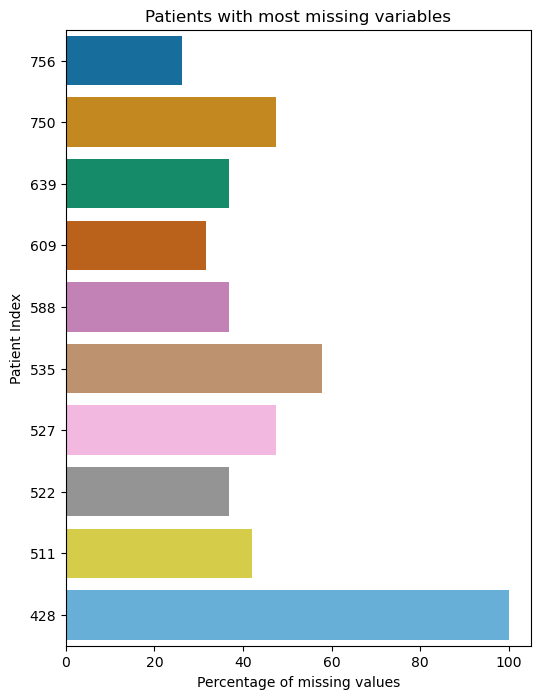 Patients with most missing variables
756
750
639
609
588
535
527
522
511
428
Patient Index
0 20 40 60 80 100
Percentage of missing values